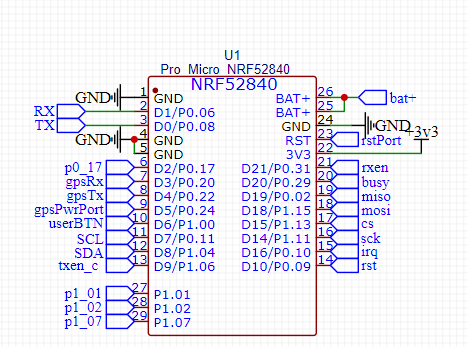 U1
Pro_Micro_NRF52840
NRF52840
GND 1 GND 26 BAT+ bat+
RX 2 D1/P0.06 25 BAT+
TX 3 D0/P0.08 24 GND GND
GND 4 GND 23 RST rstPort
5 GND 22 3V3 +3v3
p0_17 6 D2/P0.17 21 D21/P0.31 rxen
gpsRx 7 D3/P0.20 20 D20/P0.29 busy
gpsTx 8 D4/P0.22 19 D19/P0.02 miso
gpsPwrPort 9 D5/P0.24 18 D18/P1.15 mosi
userBTN 10 D6/P1.00 17 D15/P1.13 cs
SCL 11 D7/P0.11 16 D14/P1.11 sck
SDA 12 D8/P1.04 15 D16/P0.10 irq
txen_c 13 D9/P1.06 14 D10/P0.09 rst
p1_01 27 P1.01
p1_02 28 P1.02
p1_07 29 P1.07